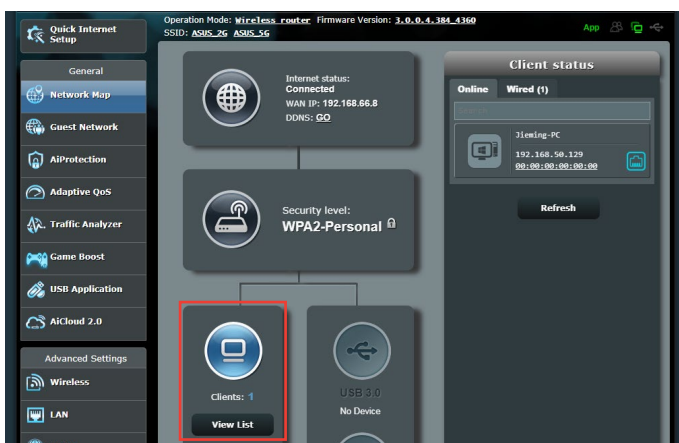 Quick Internet
Setup
Operation Mode: Wireless router Firmware Version: 3.0.0.4.384_4360
SSID: ASUS_2G ASUS_5G
App
General
Network Map
Guest Network
AiProtection
Adaptive QoS
Traffic Analyzer
Game Boost
USB Application
AiCloud 2.0
Advanced Settings
Wireless
LAN
Internet status:
Connected
WAN IP: 192.168.66.8
DDNS: GO
Security level:
WPA2-Personal
Clients: 1
View List
USB 3.0
No Device
Client status
Online Wired (1)
Jieming-PC
192.168.50.129
00:00:00:00:00:00
Refresh